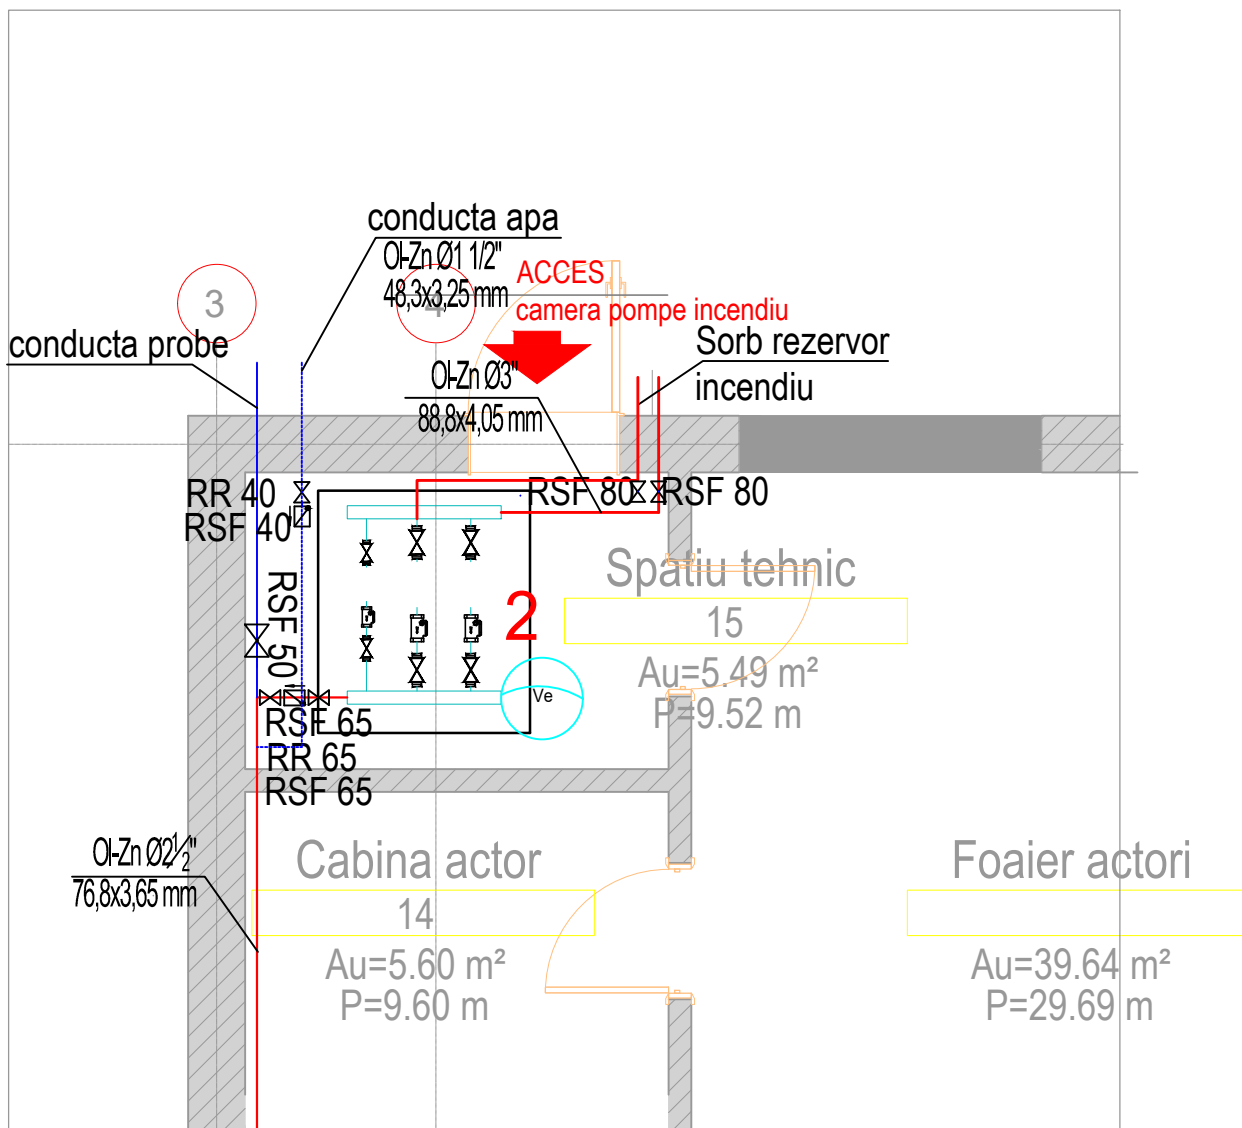 conducta apa
Ol-Zn Ø1 1/2"
48,3x3,25 mm
ACCES
camera pompe incendiu
3
4
conducta probe
Sorb rezervor
incendiu
Ol-Zn Ø3"
88,8x4,05 mm
RR 40
RSF 40
RSF 80
RSF 80
RSF 50
2
Spatiu tehnic
15
Au=5.49 m²
P=9.52 m
Ve
RSF 65
RR 65
RSF 65
Ol-Zn Ø2½"
76,8x3,65 mm
Cabina actor
14
Au=5.60 m²
P=9.60 m
Foaier actori
Au=39.64 m²
P=29.69 m